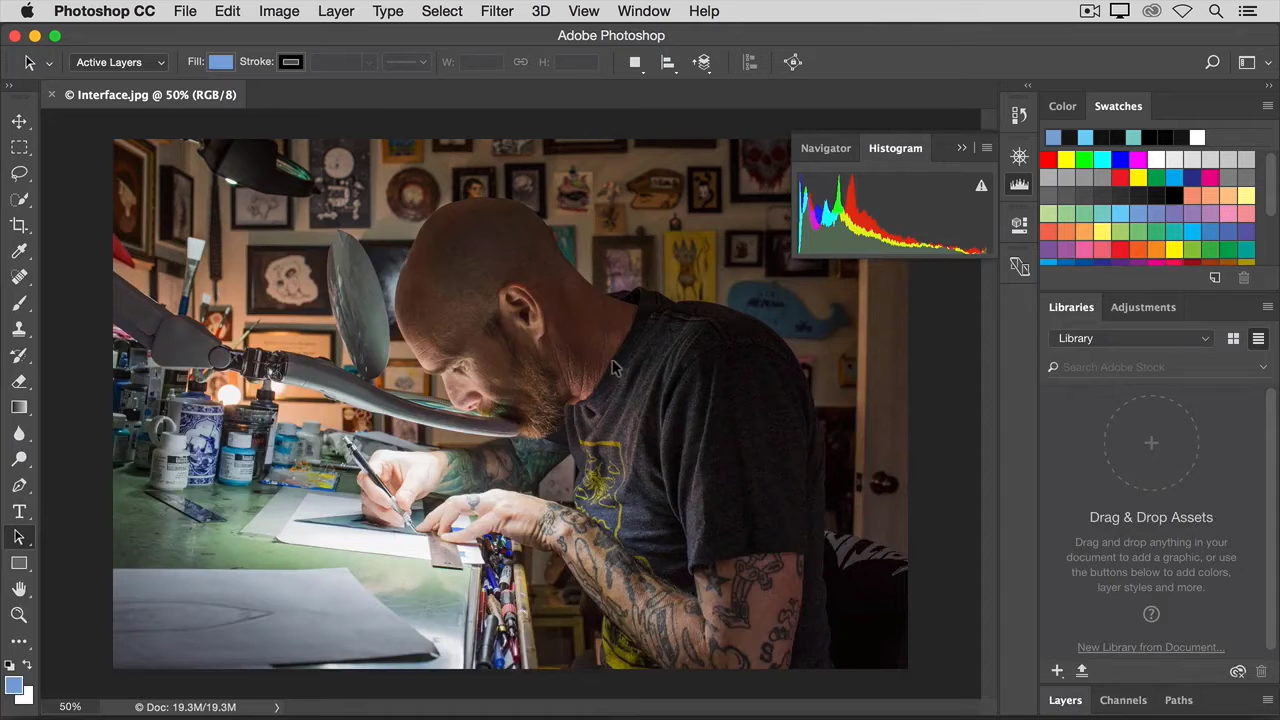 Photoshop CC File Edit Image Layer Type Select Filter 3D View Window Help
Adobe Photoshop
Active Layers Fill: Stroke: W: H:
× © Interface.jpg @ 50% (RGB/8)
Color Swatches
Navigator Histogram
Libraries Adjustments
Library
Search Adobe Stock
Drag & Drop Assets
Drag and drop anything in your
document to add a graphic, or use
the buttons below to add colors,
layer styles and more.
New Library from Document...
Layers Channels Paths
50% © Doc: 19.3M/19.3M